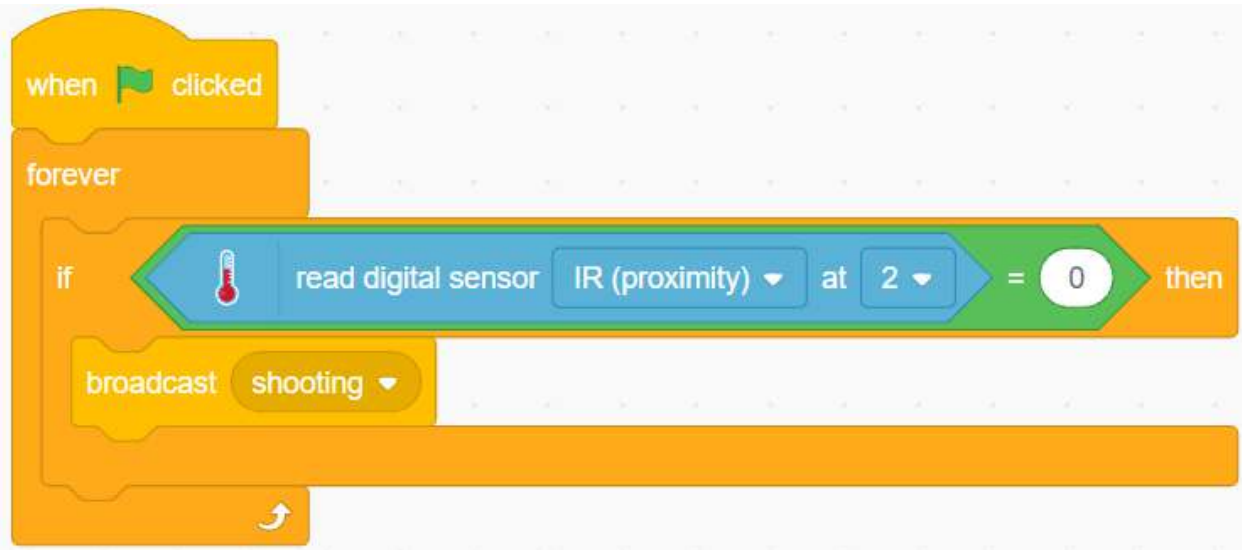 when clicked
forever
if read digital sensor IR (proximity) at 2 = 0 then
broadcast shooting